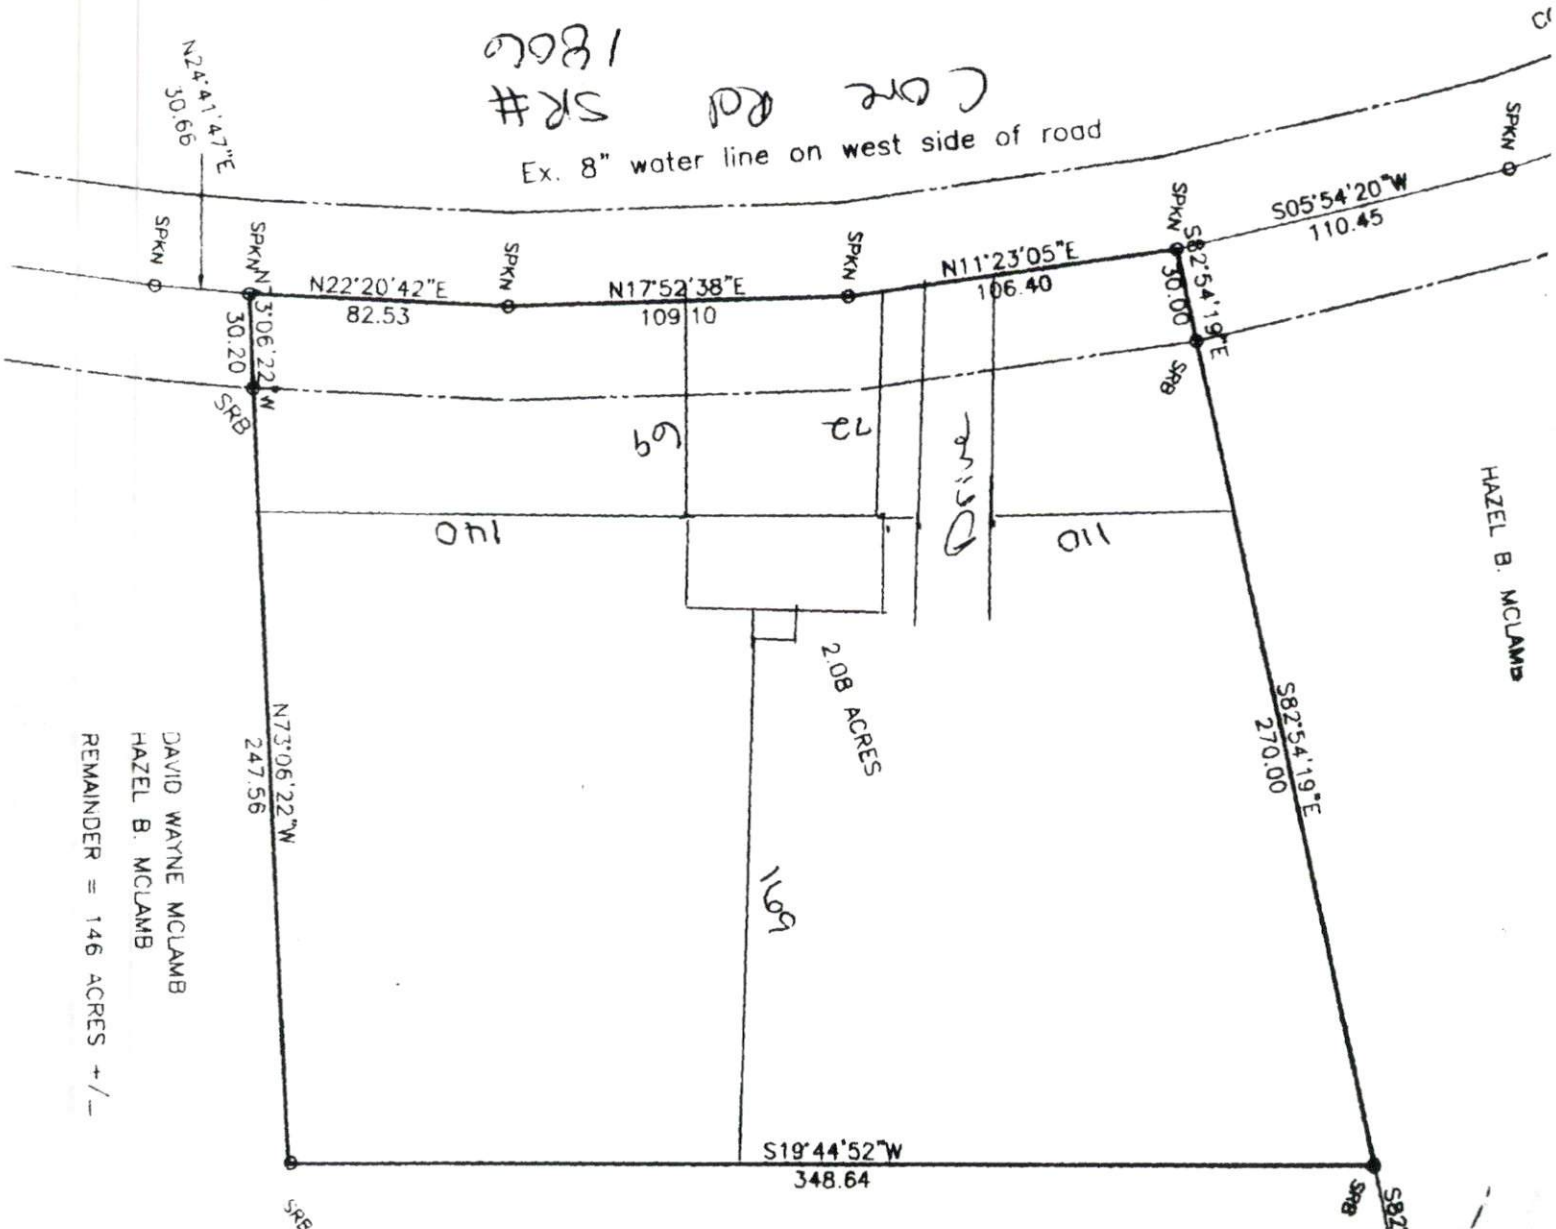 1806
Core Rd SR#
Ex. 8" water line on west side of road
N24°41'47"E
30.66
SPKN
SPKN
SPKN
SPKN
SPKN
SPKN
N22°20'42"E
82.53
N17°52'38"E
109.10
N11°23'05"E
106.40
S05°54'20"W
110.45
S82°54'19"E
30.00
N73°06'22"W
30.20
SRB
SRB
69
72
Drive
140
110
HAZEL B. MCLAMB
2.08 ACRES
S82°54'19"E
270.00
N73°06'22"W
247.56
169
DAVID WAYNE MCLAMB
HAZEL B. MCLAMB
REMAINDER = 146 ACRES +/_
S19°44'52"W
348.64
SRB
SRB
S82